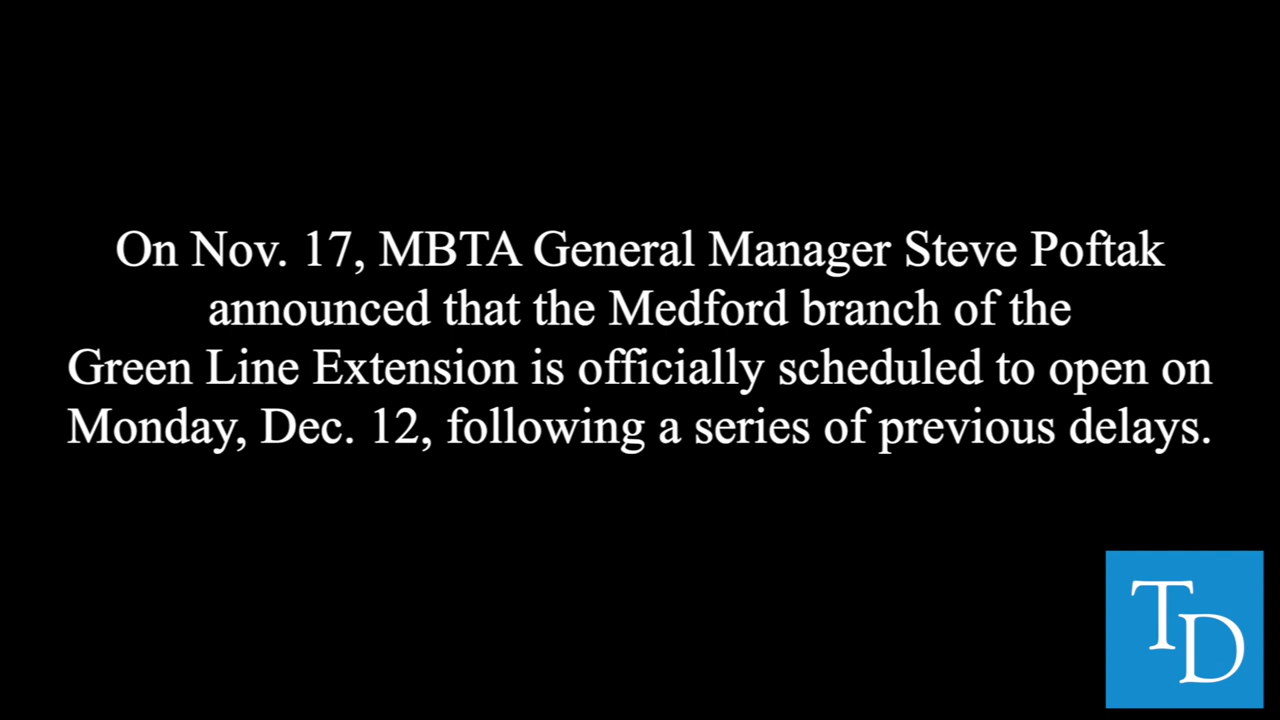 On Nov. 17, MBTA General Manager Steve Poftak
announced that the Medford branch of the
Green Line Extension is officially scheduled to open on
Monday, Dec. 12, following a series of previous delays.
TD